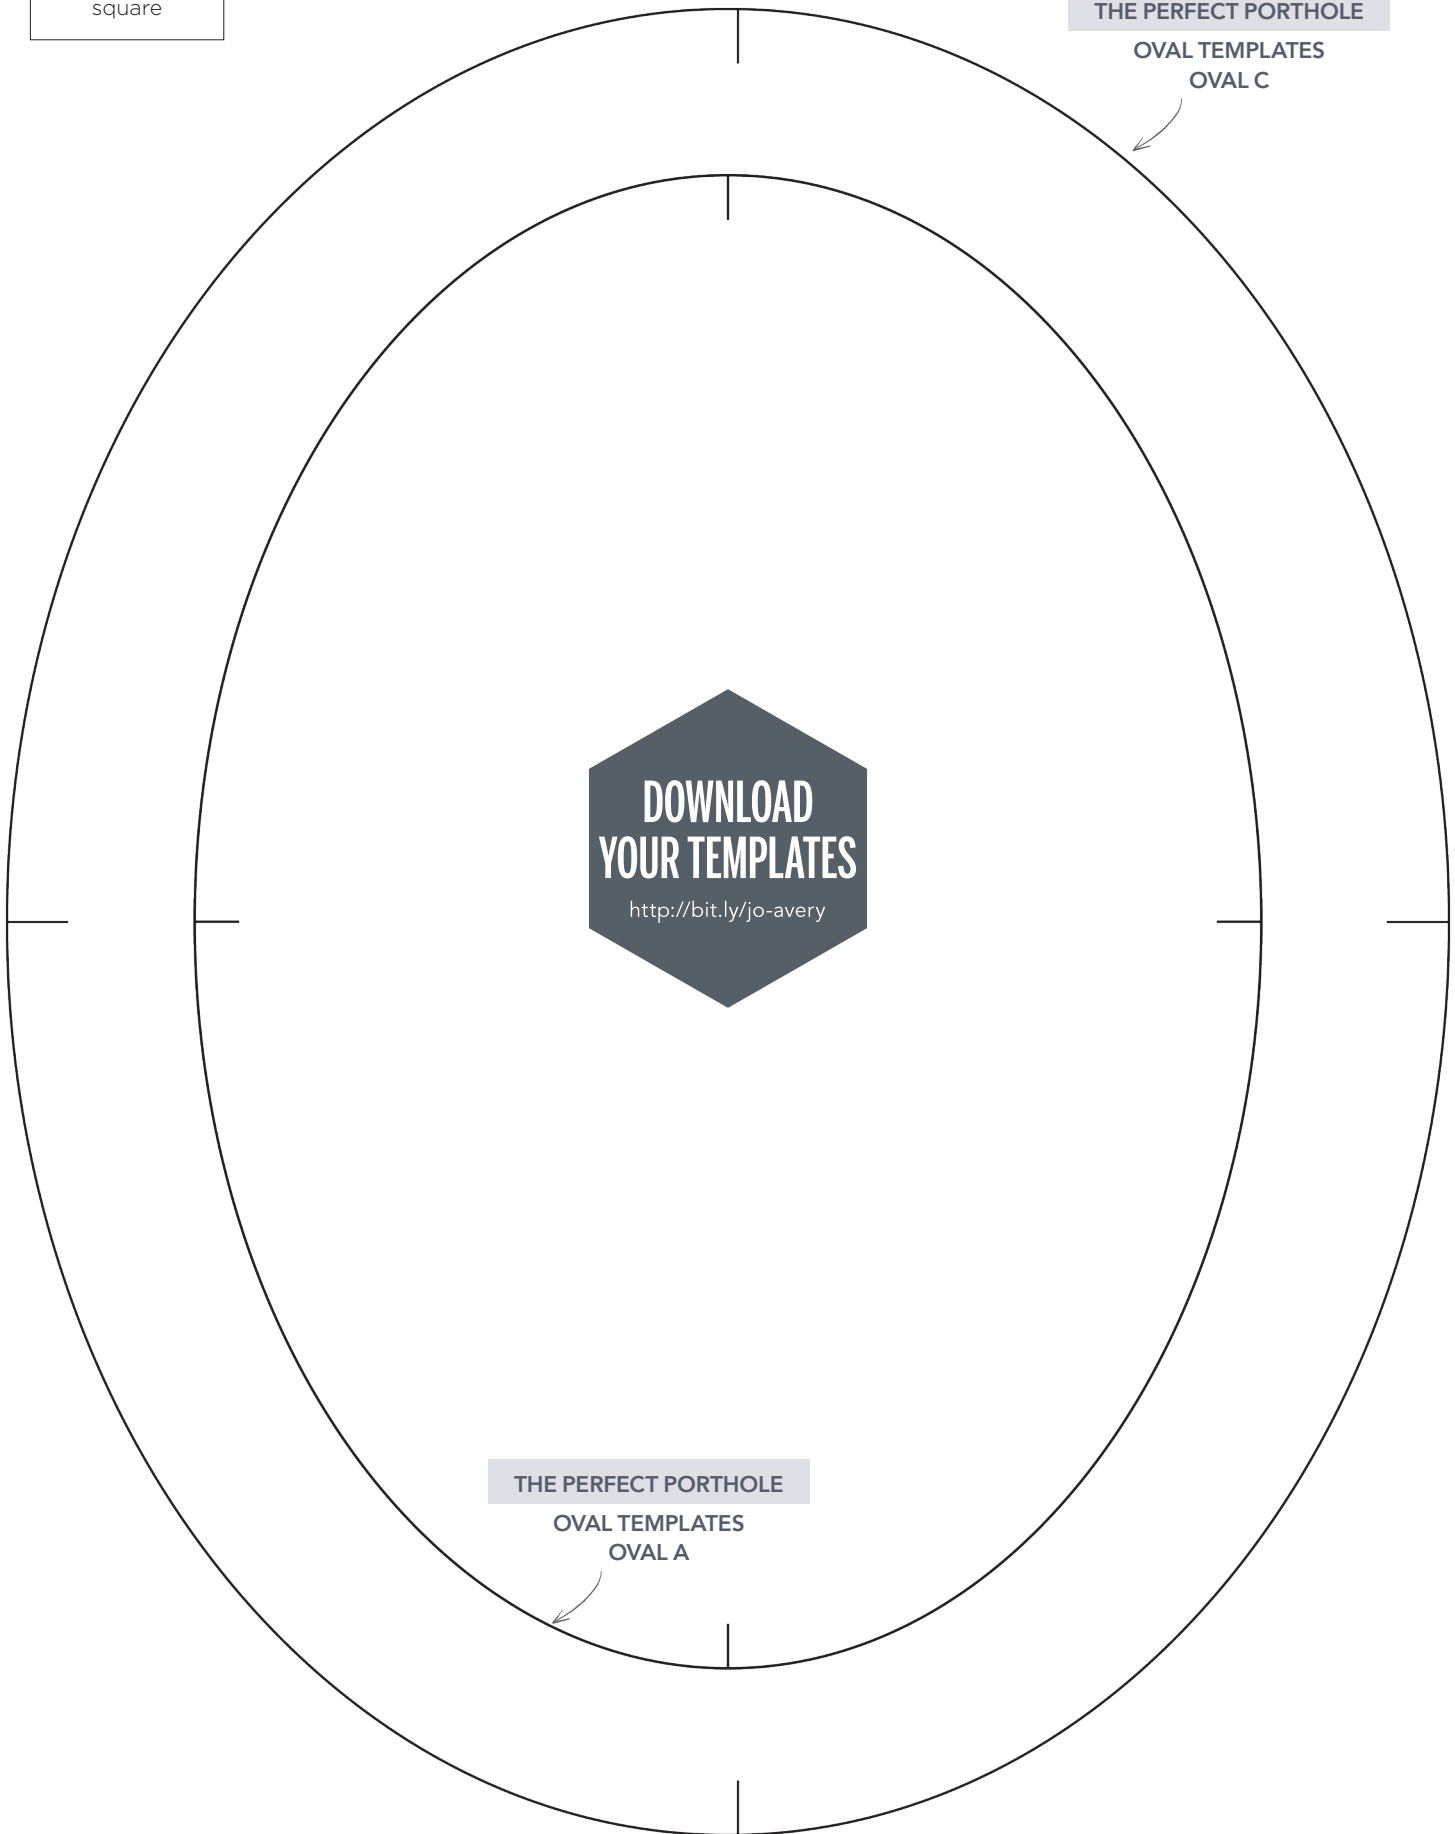 square
THE PERFECT PORTHOLE
OVAL TEMPLATES
OVAL C
DOWNLOAD
YOUR TEMPLATES
http://bit.ly/jo-avery
THE PERFECT PORTHOLE
OVAL TEMPLATES
OVAL A